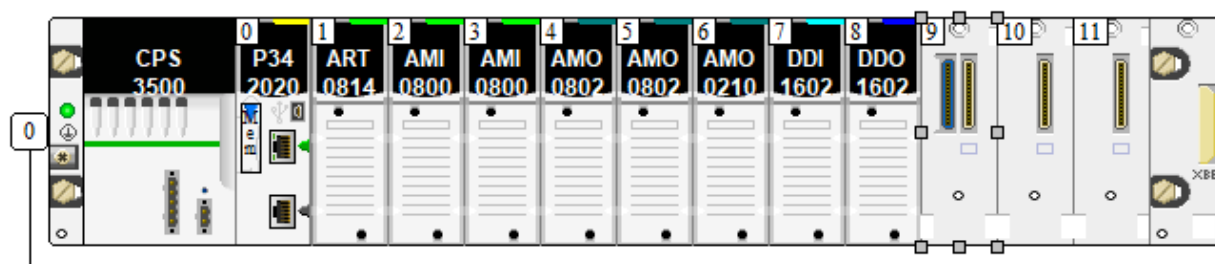 0 1 2 3 4 5 6 7 8 9 10 11
CPS P34 ART AMI AMI AMO AMO AMO DDI DDO
3500 2020 0814 0800 0800 0802 0802 0210 1602 1602
Mem
0